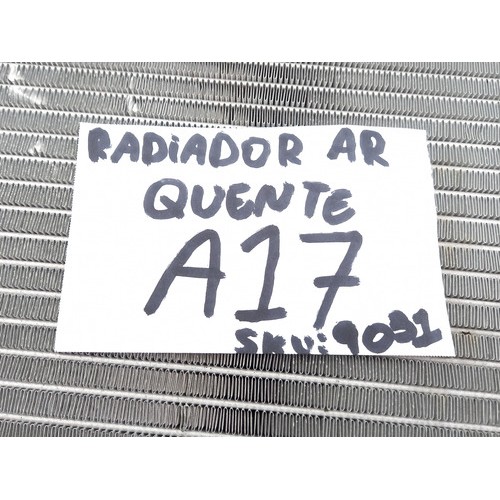 RADiADOR AR
QUENTE
A17
SKU:9031